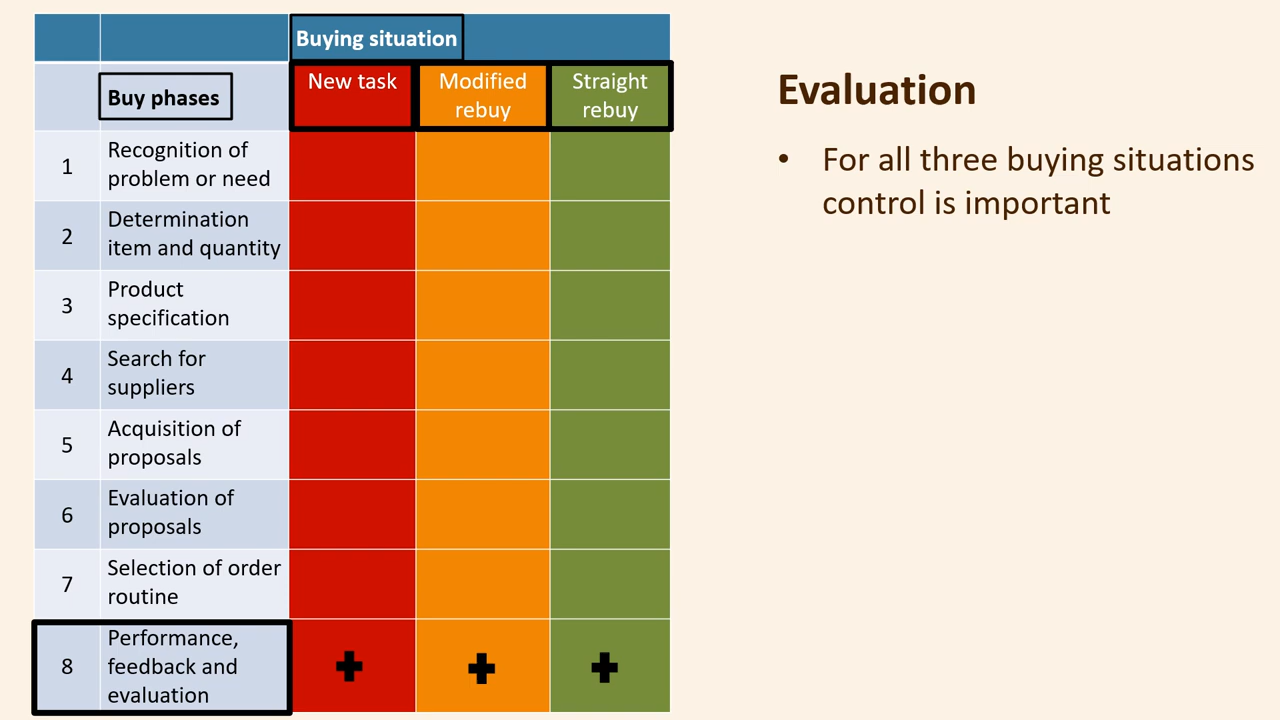 Buying situation
Buy phases
New task
Modified
rebuy
Straight
rebuy
1
Recognition of
problem or need
2
Determination
item and quantity
3
Product
specification
4
Search for
suppliers
5
Acquisition of
proposals
6
Evaluation of
proposals
7
Selection of order
routine
8
Performance,
feedback and
evaluation
Evaluation
• For all three buying situations
control is important